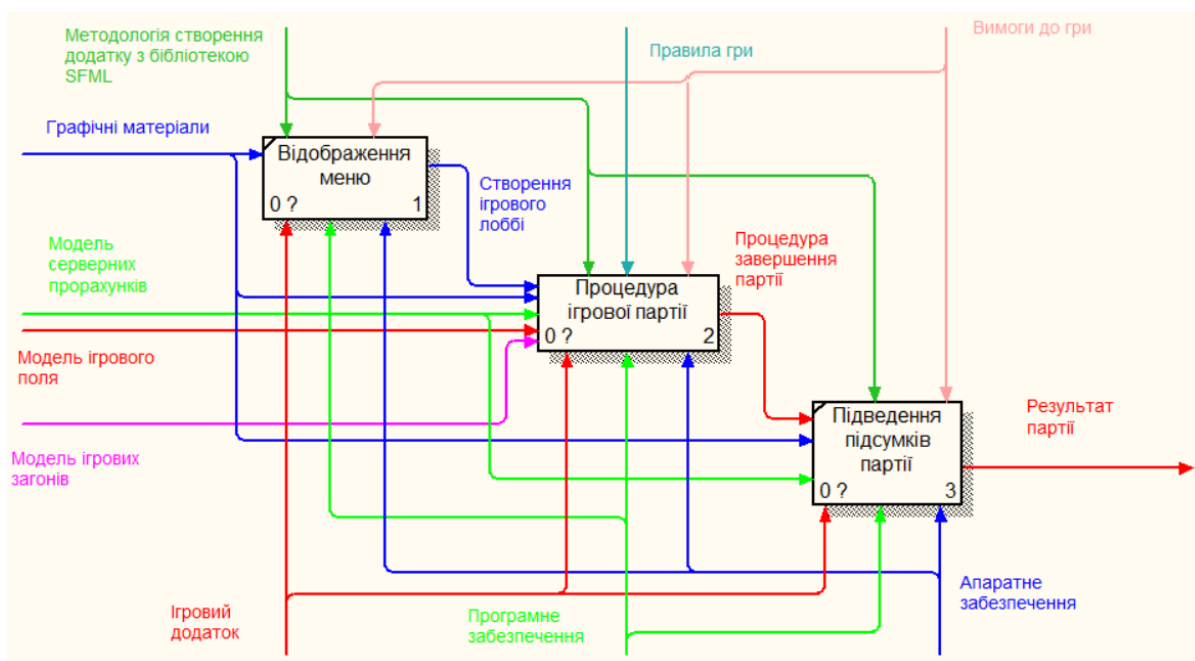 Методологія створення
додатку з бібліотекою
SFML
Правила гри
Вимоги до гри
Графічні матеріали
Відображення
меню
0 ?
1
Створення
ігрового
лоббі
Модель
серверних
прорахунків
Процедура
завершення
партії
Процедура
ігрової партії
0 ?
2
Модель ігрового
поля
Модель ігрових
загонів
Підведення
підсумків
партії
0 ?
3
Результат
партії
Ігровий
додаток
Програмне
забезпечення
Апаратне
забезпечення